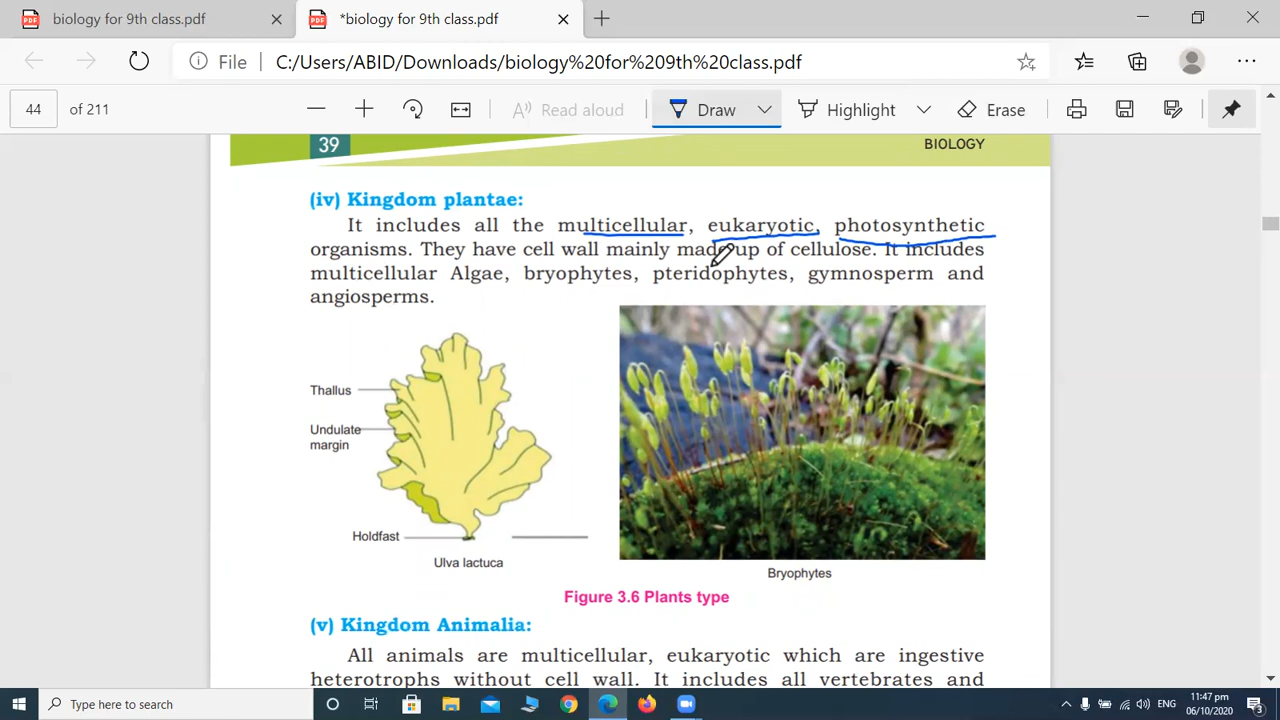 biology for 9th class.pdf
*biology for 9th class.pdf
File
C:/Users/ABID/Downloads/biology%20for%209th%20class.pdf
44 of 211
Read aloud
Draw
Highlight
Erase
39
BIOLOGY
(iv) Kingdom plantae:
It includes all the multicellular, eukaryotic, photosynthetic
organisms. They have cell wall mainly made up of cellulose. It includes
multicellular Algae, bryophytes, pteridophytes, gymnosperm and
angiosperms.
Thallus
Undulate
margin
Holdfast
Ulva lactuca
Bryophytes
Figure 3.6 Plants type
(v) Kingdom Animalia:
All animals are multicellular, eukaryotic which are ingestive
heterotrophs without cell wall. It includes all vertebrates and
Type here to search
ENG
11:47 pm
06/10/2020